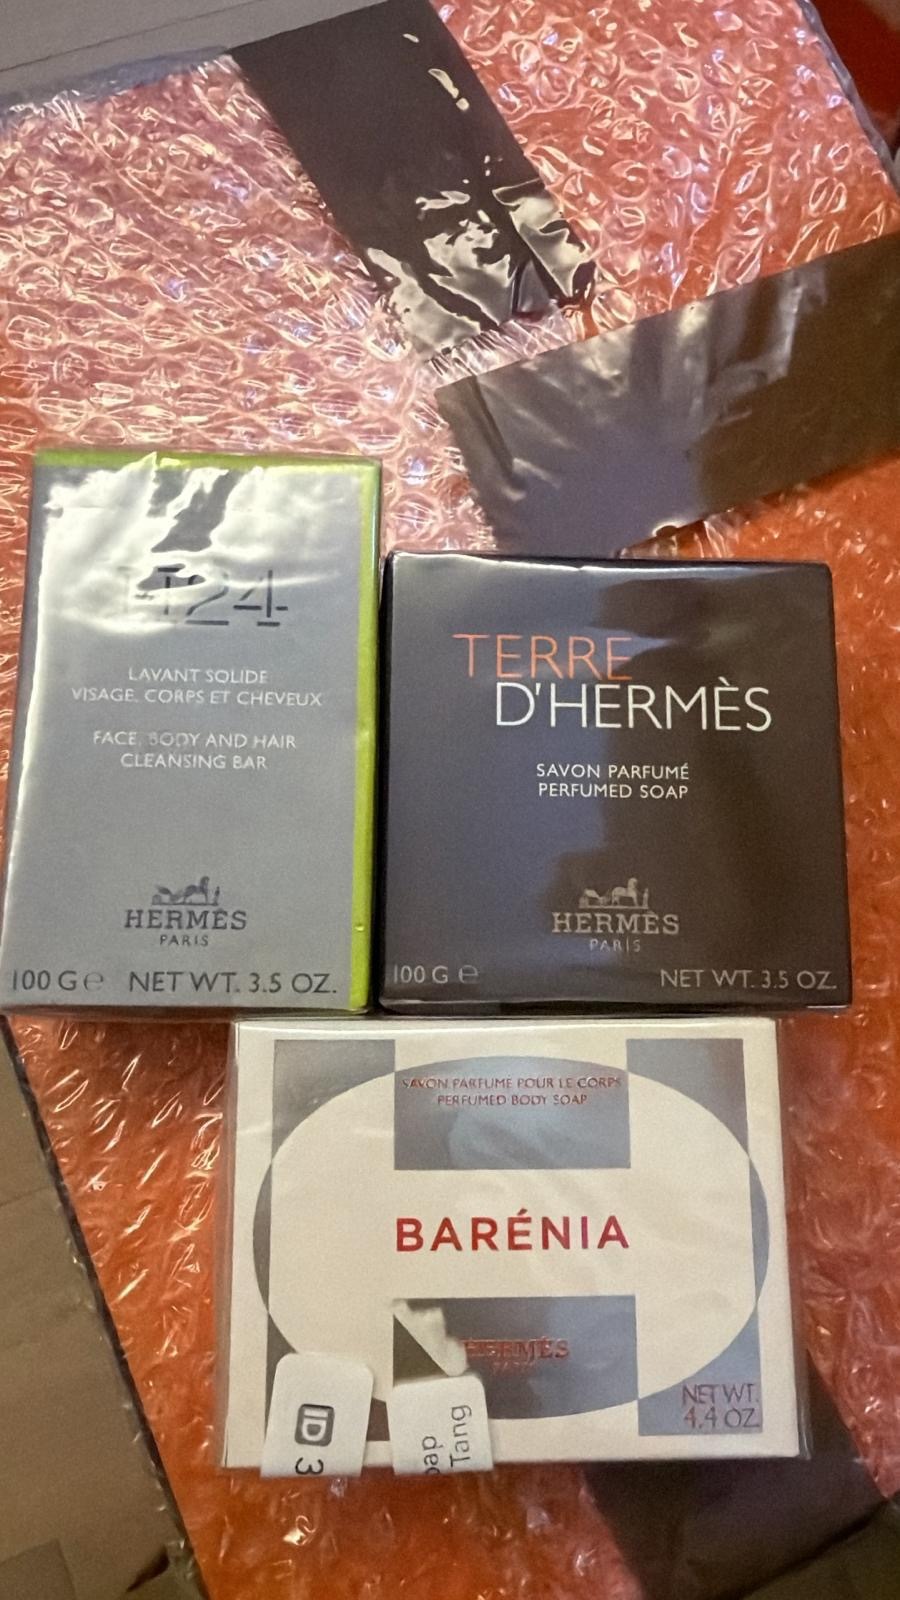 H24
LAVANT SOLIDE
VISAGE, CORPS ET CHEVEUX
FACE, BODY AND HAIR
CLEANSING BAR
HERMÈS
PARIS
100 G e NET WT. 3.5 OZ.
TERRE
D'HERMÈS
SAVON PARFUMÉ
PERFUMED SOAP
HERMÈS
PARIS
100 G e NET WT. 3.5 OZ.
SAVON PARFUMÉ POUR LE CORPS
PERFUMED BODY SOAP
BARÉNIA
HERMÈS
PARIS
NET WT.
4.4 OZ.
ID 3
Tang